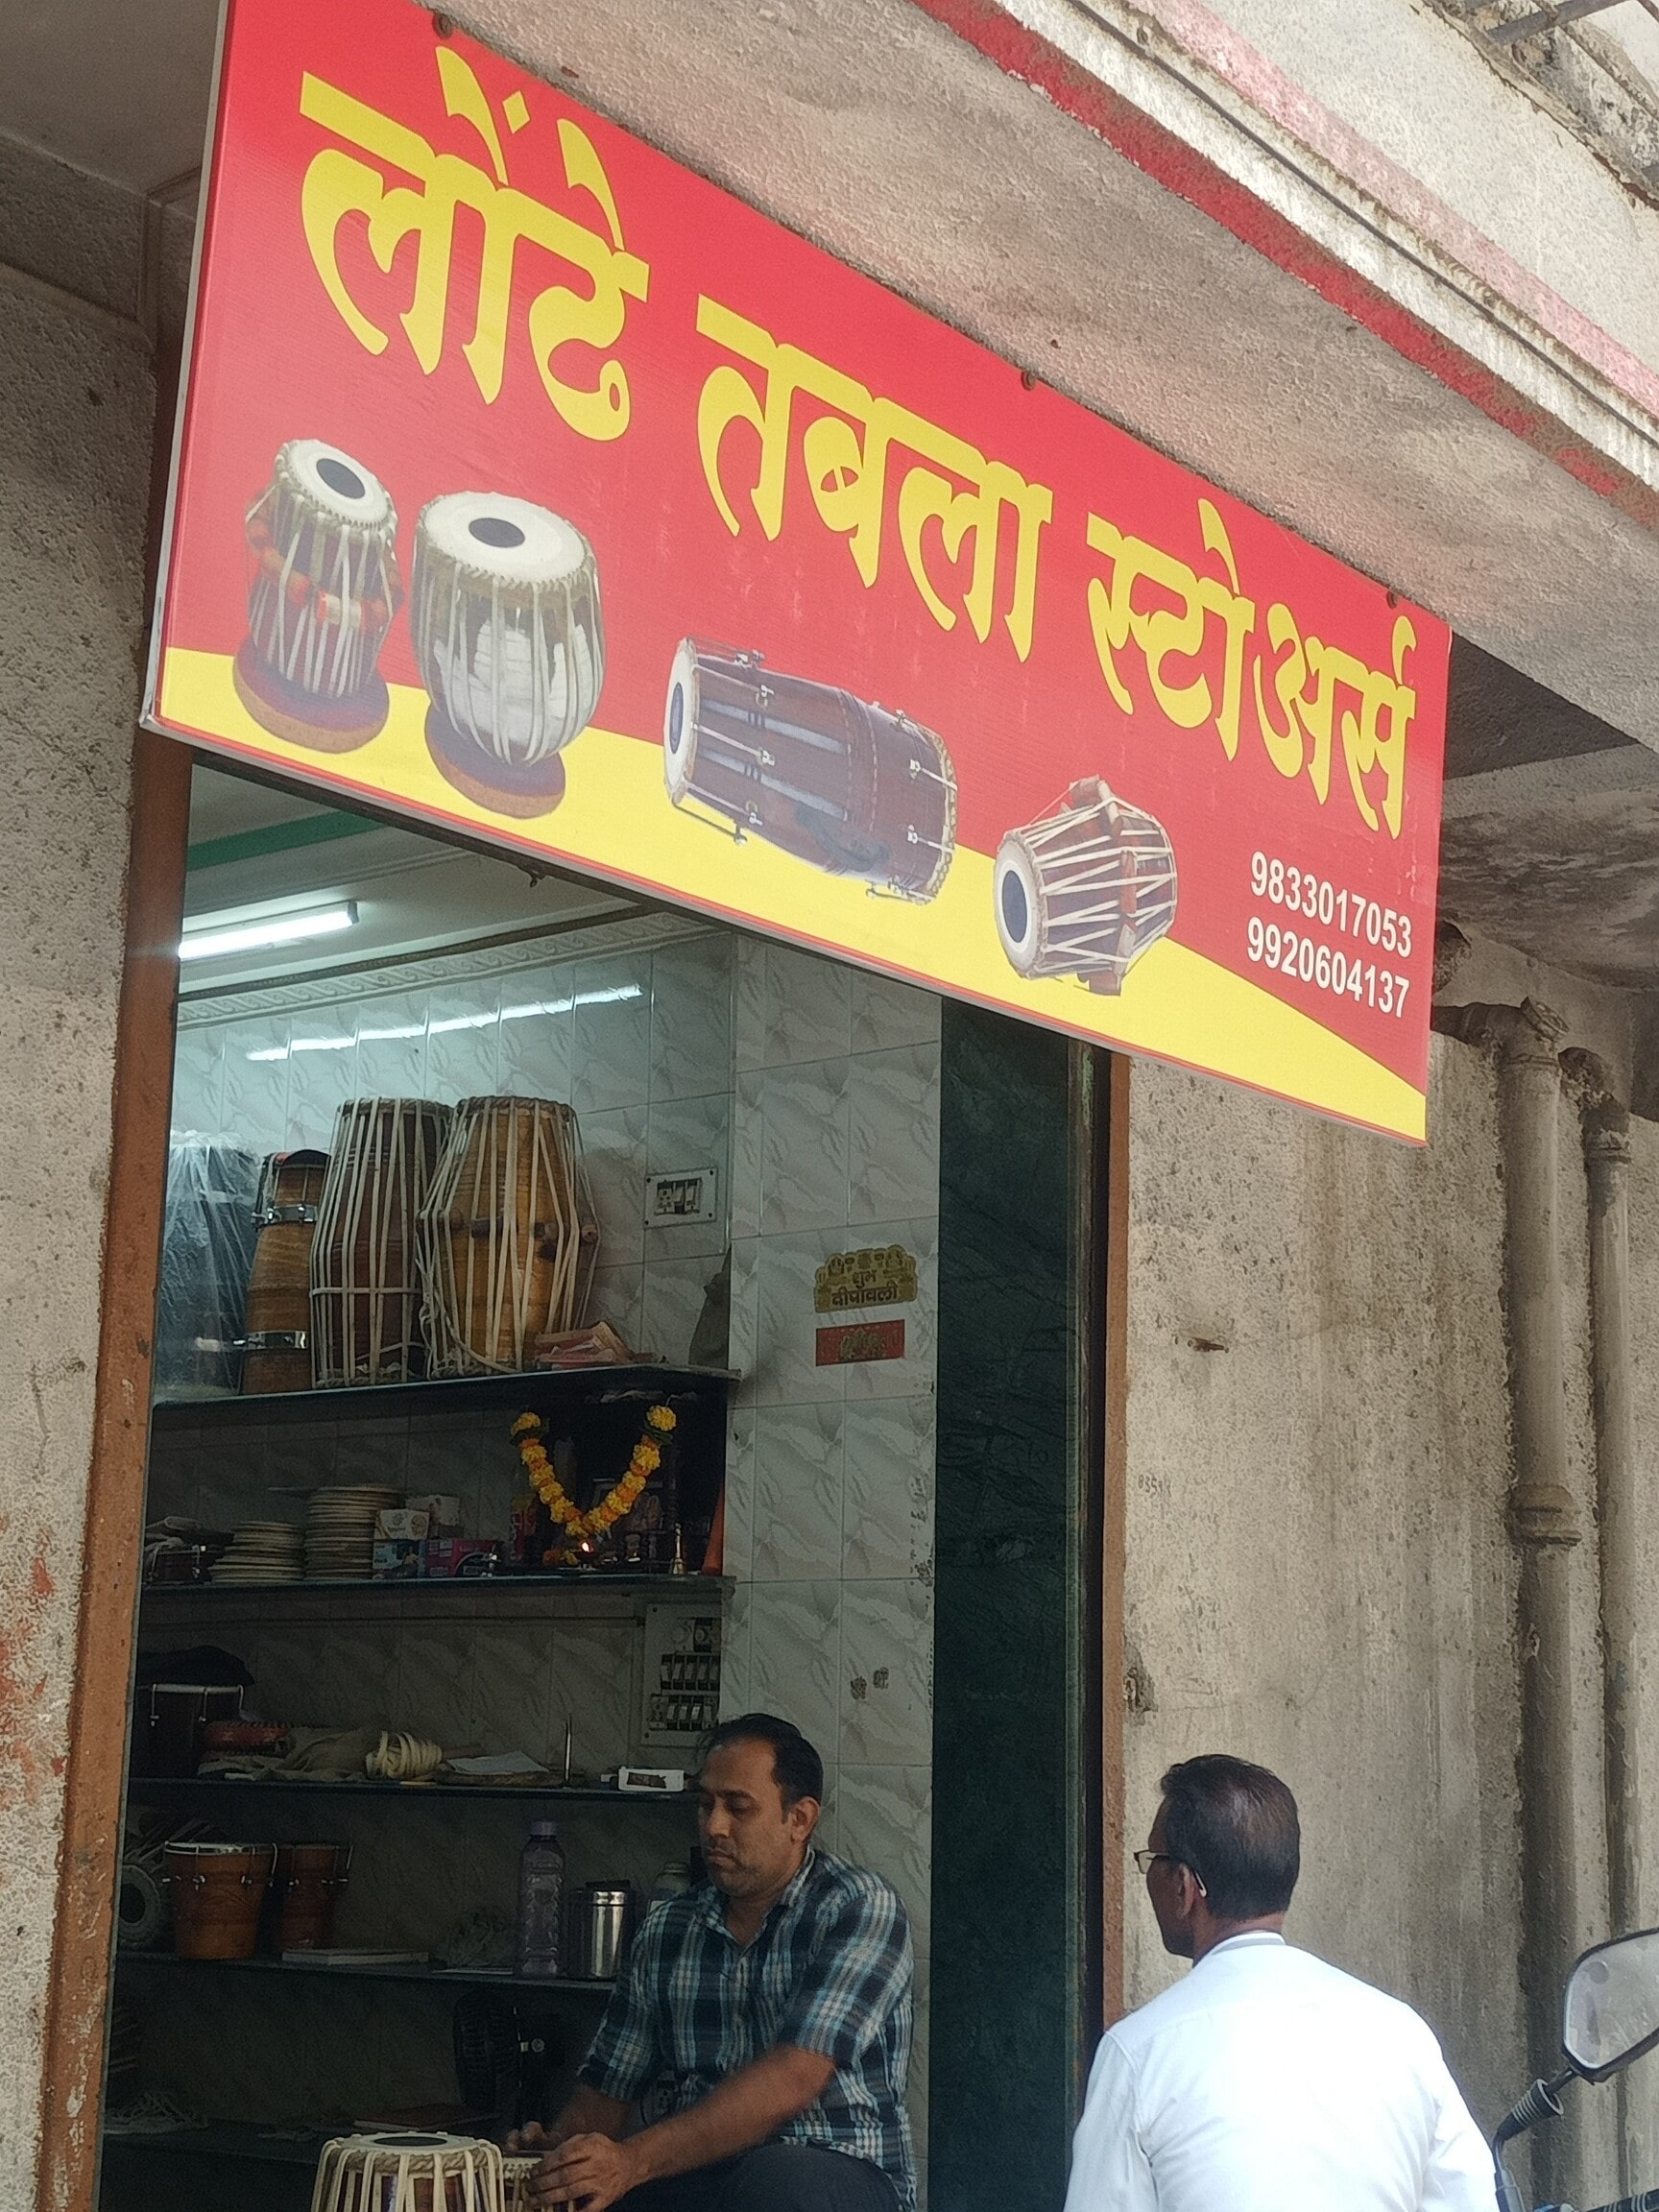 लोंढे तबला स्टोअर्स
9833017053
9920604137
शुभ
दीपावली